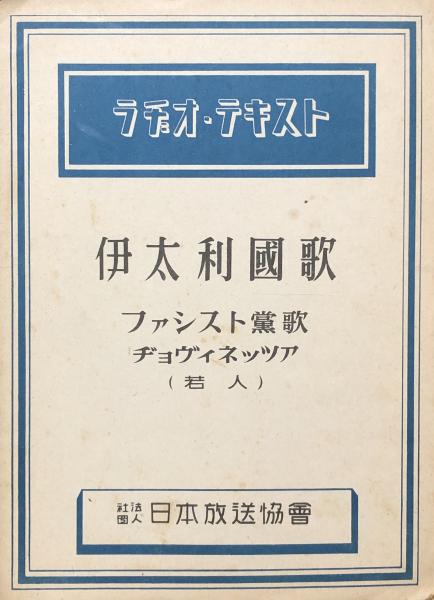 ラヂオ・テキスト
伊太利國歌
ファシスト黨歌
ヂョヴィネッツァ
(若人)
社團法人 日本放送協會